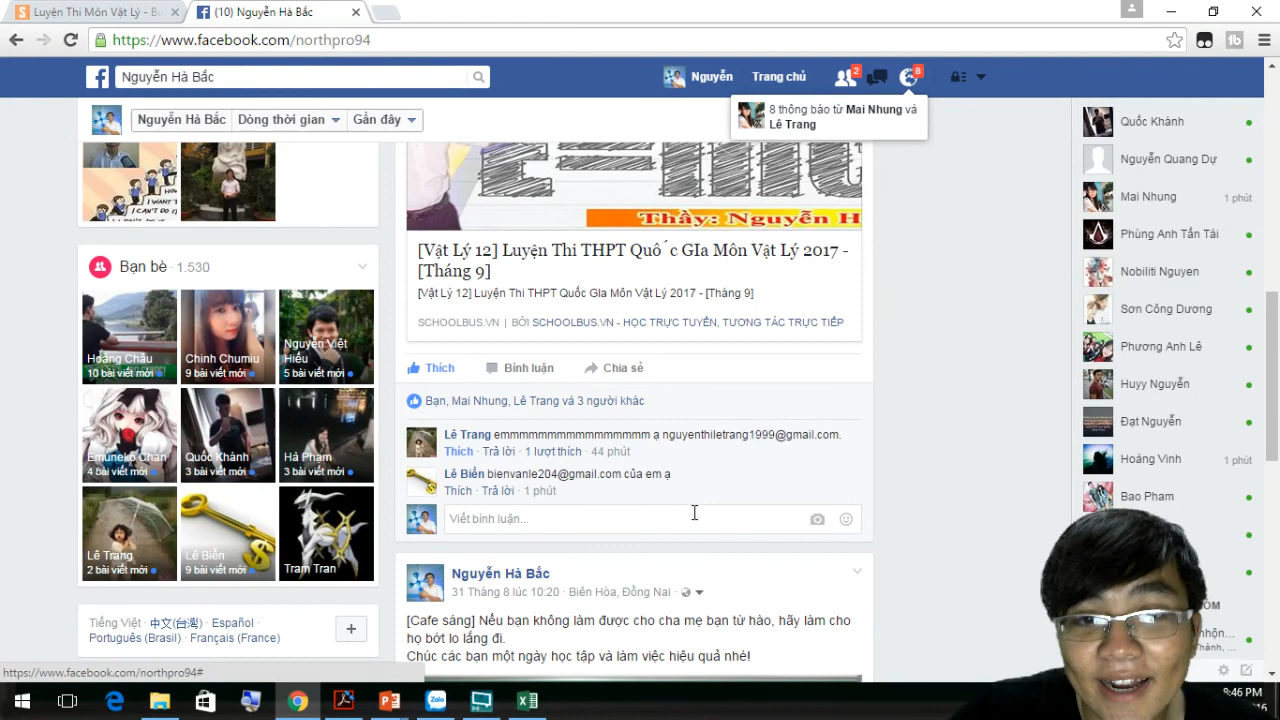 Luyện Thi Môn Vật Lý - B
(10) Nguyễn Hà Bắc
https://www.facebook.com/northpro94
Nguyễn Hà Bắc
Nguyễn
Trang chủ
2
8
8 thông báo từ Mai Nhung và
Lê Trang
Nguyễn Hà Bắc
Dòng thời gian
Gần đây
Thầy: Nguyễn H
[Vật Lý 12] Luyện Thi THPT Quốc GIa Môn Vật Lý 2017 -
[Tháng 9]
[Vật Lý 12] Luyện Thi THPT Quốc GIa Môn Vật Lý 2017 - [Tháng 9]
SCHOOLBUS.VN | BỞI SCHOOLBUS.VN - HỌC TRỰC TUYẾN, TƯƠNG TÁC TRỰC TIẾP
Thích
Bình luận
Chia sẻ
Bạn, Mai Nhung, Lê Trang và 3 người khác
Lê Trang emmmmmmmmmmmmmmm ạ nguyenthiletrang1999@gmail.com.
Thích · Trả lời · 1 lượt thích · 44 phút
Lê Biển bienvanle204@gmail.com của em ạ
Thích · Trả lời · 1 phút
Viết bình luận...
Nguyễn Hà Bắc
31 Tháng 8 lúc 10:20 · Biên Hòa, Đồng Nai ·
[Cafe sáng] Nếu bạn không làm được cho cha mẹ bạn tự hào, hãy làm cho
họ bớt lo lắng đi.
Chúc các bạn một ngày học tập và làm việc hiệu quả nhé!
Bạn bè · 1.530
Hoàng Châu
10 bài viết mới
Chinh Chumiu
9 bài viết mới
Nguyễn Việt
Hiếu
5 bài viết mới
Emuneko Chan
4 bài viết mới
Quốc Khánh
3 bài viết mới
Hà Phạm
3 bài viết mới
Lê Trang
2 bài viết mới
Lê Biển
9 bài viết mới
Tram Tran
Tiếng Việt · 中文(台灣) · Español ·
Português (Brasil) · Français (France)
https://www.facebook.com/northpro94#
Quốc Khánh
Nguyễn Quang Dự
Mai Nhung 1 phút
Phùng Anh Tấn Tài
Nobiliti Nguyen
Sơn Công Dương
Phương Anh Lê
Huyy Nguyễn
Đạt Nguyễn
Hoàng Vinh 1 phút
Bao Pham